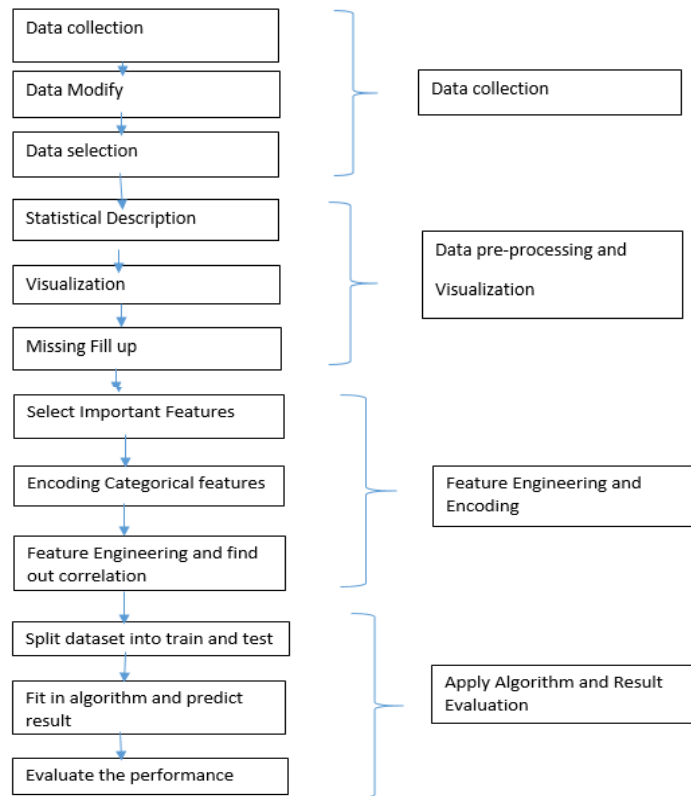 Data collection
Data Modify
Data selection
Data collection
Statistical Description
Visualization
Missing Fill up
Data pre-processing and
Visualization
Select Important Features
Encoding Categorical features
Feature Engineering and find
out correlation
Feature Engineering and
Encoding
Split dataset into train and test
Fit in algorithm and predict
result
Evaluate the performance
Apply Algorithm and Result
Evaluation